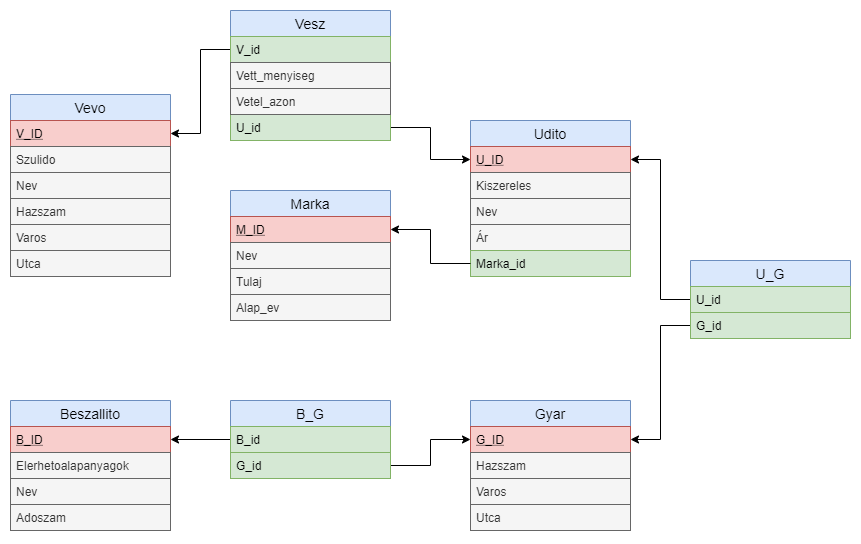 Vesz
V_id
Vett_menyiseg
Vetel_azon
U_id
Vevo
V_ID
Szulido
Nev
Hazszam
Varos
Utca
Udito
U_ID
Kiszereles
Nev
Ár
Marka_id
Marka
M_ID
Nev
Tulaj
Alap_ev
U_G
U_id
G_id
Beszallito
B_ID
Elerhetoalapanyagok
Nev
Adoszam
B_G
B_id
G_id
Gyar
G_ID
Hazszam
Varos
Utca